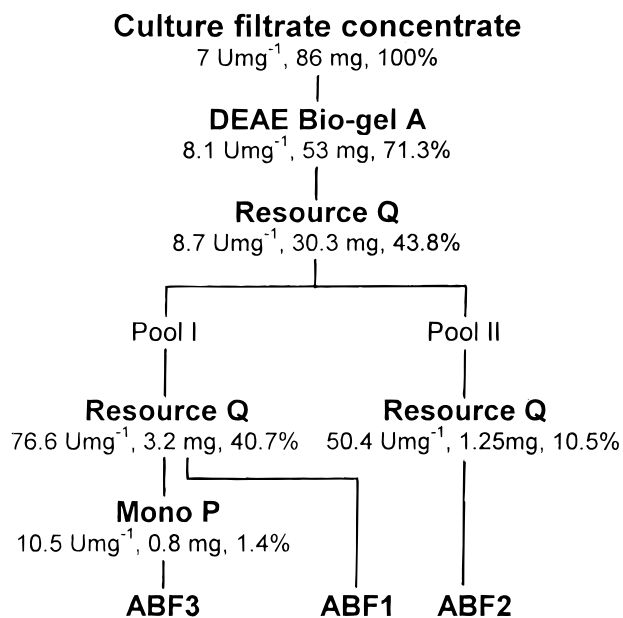 Culture filtrate concentrate
7 Umg⁻¹, 86 mg, 100%
DEAE Bio-gel A
8.1 Umg⁻¹, 53 mg, 71.3%
Resource Q
8.7 Umg⁻¹, 30.3 mg, 43.8%
Pool I
Pool II
Resource Q
Resource Q
76.6 Umg⁻¹, 3.2 mg, 40.7%
50.4 Umg⁻¹, 1.25mg, 10.5%
Mono P
10.5 Umg⁻¹, 0.8 mg, 1.4%
ABF3
ABF1
ABF2